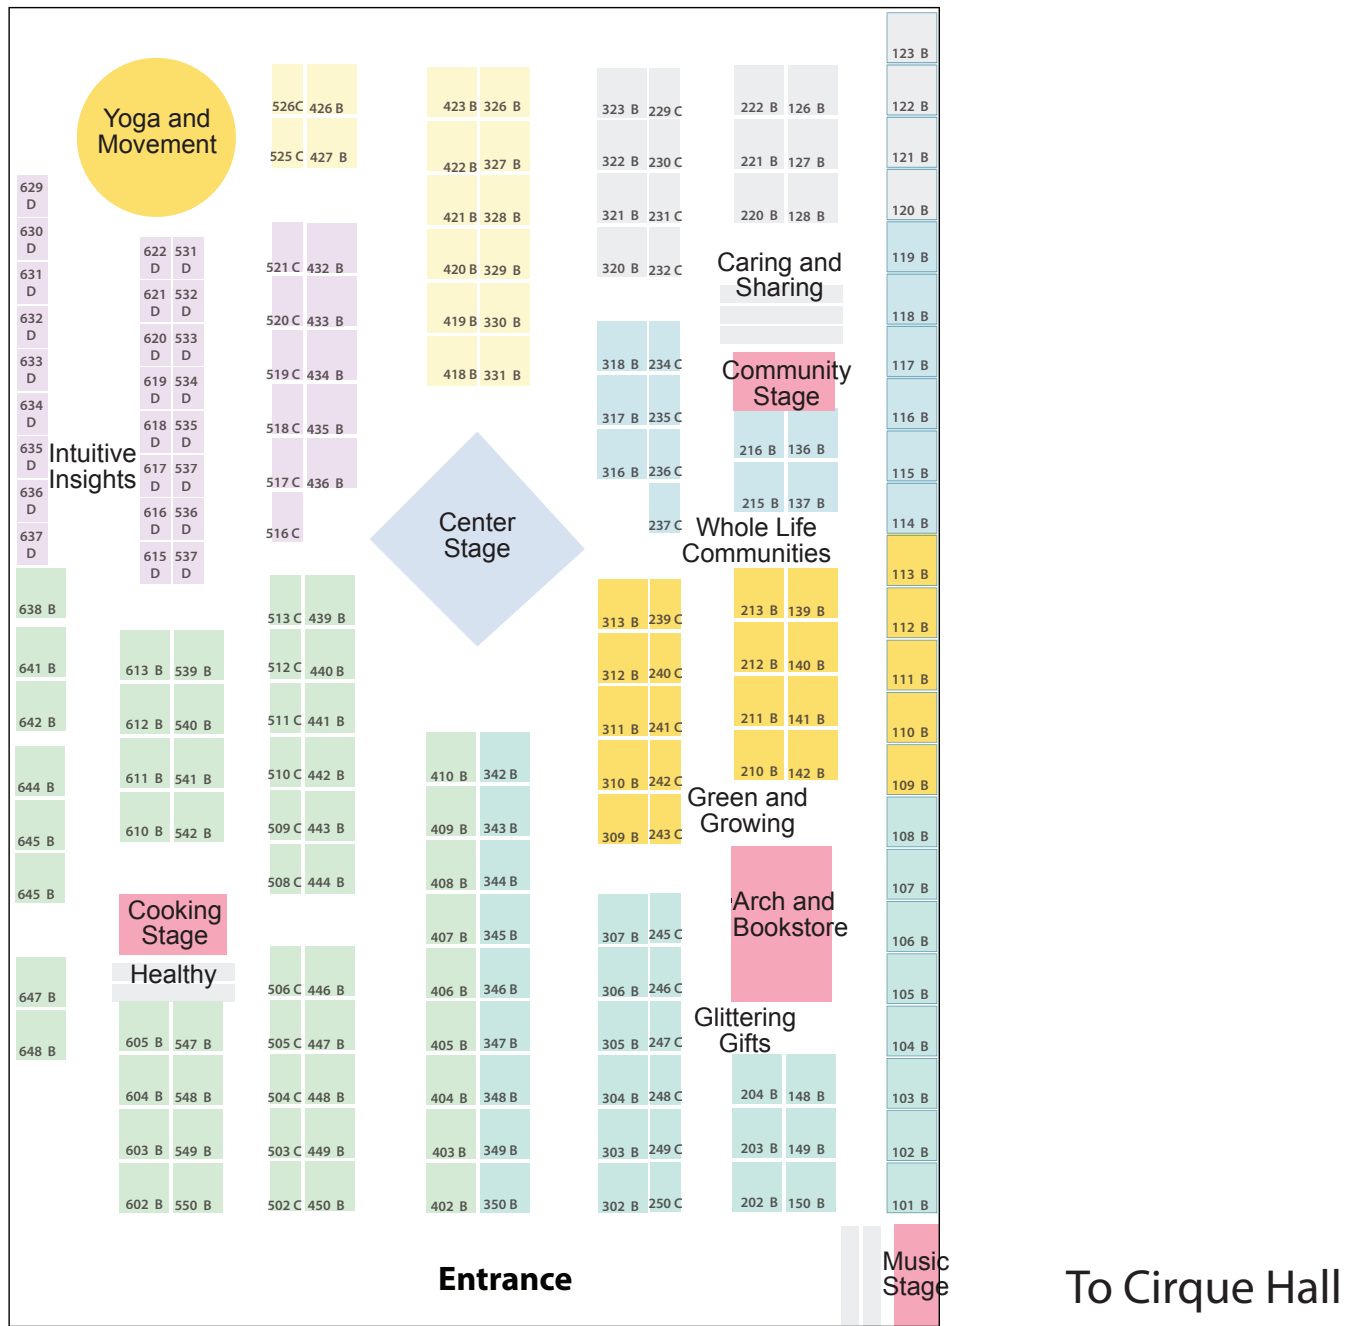 123 B
Yoga and
Movement
526C 426 B
423 B 326 B
323 B 229 C
222 B 126 B
122 B
525 C 427 B
422 B 327 B
322 B 230 C
221 B 127 B
121 B
629
D
421 B 328 B
321 B 231 C
220 B 128 B
120 B
630
D
622 531
D D
521 C 432 B
420 B 329 B
320 B 232 C
Caring and
Sharing
119 B
631
D
621 532
D D
520 C 433 B
419 B 330 B
118 B
632
D
620 533
D D
519 C 434 B
418 B 331 B
318 B 234 C
Community
Stage
117 B
633
D
619 534
D D
634
D
618 535
D D
518 C 435 B
317 B 235 C
116 B
635
D
Intuitive
Insights
617 537
D D
517 C 436 B
316 B 236 C
216 B 136 B
115 B
636
D
616 536
D D
516 C
Center
Stage
237 C
215 B 137 B
114 B
637
D
615 537
D D
Whole Life
Communities
113 B
638 B
513 C 439 B
313 B 239 C
213 B 139 B
112 B
641 B
613 B 539 B
512 C 440 B
312 B 240 C
212 B 140 B
111 B
642 B
612 B 540 B
511 C 441 B
311 B 241 C
211 B 141 B
110 B
644 B
611 B 541 B
510 C 442 B
410 B 342 B
310 B 242 C
210 B 142 B
109 B
645 B
610 B 542 B
509 C 443 B
409 B 343 B
309 B 243 C
Green and
Growing
108 B
645 B
508 C 444 B
408 B 344 B
107 B
Cooking
Stage
407 B 345 B
307 B 245 C
Arch and
Bookstore
106 B
647 B
Healthy
506 C 446 B
406 B 346 B
306 B 246 C
105 B
648 B
605 B 547 B
505 C 447 B
405 B 347 B
305 B 247 C
Glittering
Gifts
104 B
604 B 548 B
504 C 448 B
404 B 348 B
304 B 248 C
204 B 148 B
103 B
603 B 549 B
503 C 449 B
403 B 349 B
303 B 249 C
203 B 149 B
102 B
602 B 550 B
502 C 450 B
402 B 350 B
302 B 250 C
202 B 150 B
101 B
Entrance
Music
Stage
To Cirque Hall